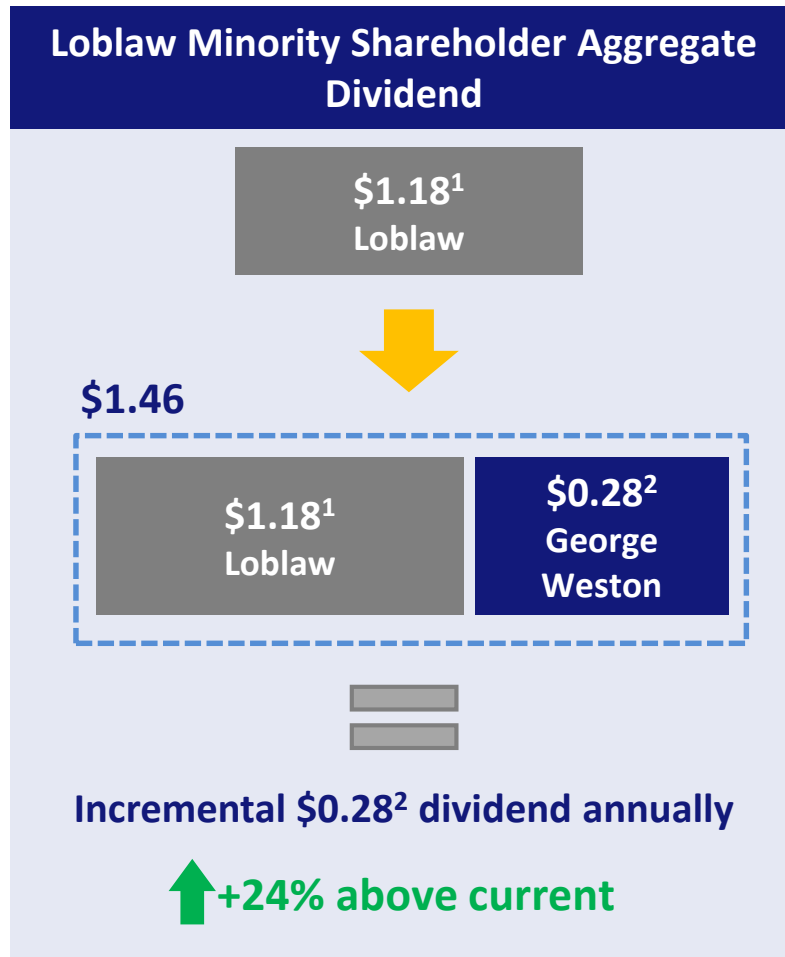 Loblaw Minority Shareholder Aggregate
Dividend
$1.18¹
Loblaw
$1.46
$1.18¹
Loblaw
$0.28²
George
Weston
Incremental $0.28² dividend annually
+24% above current